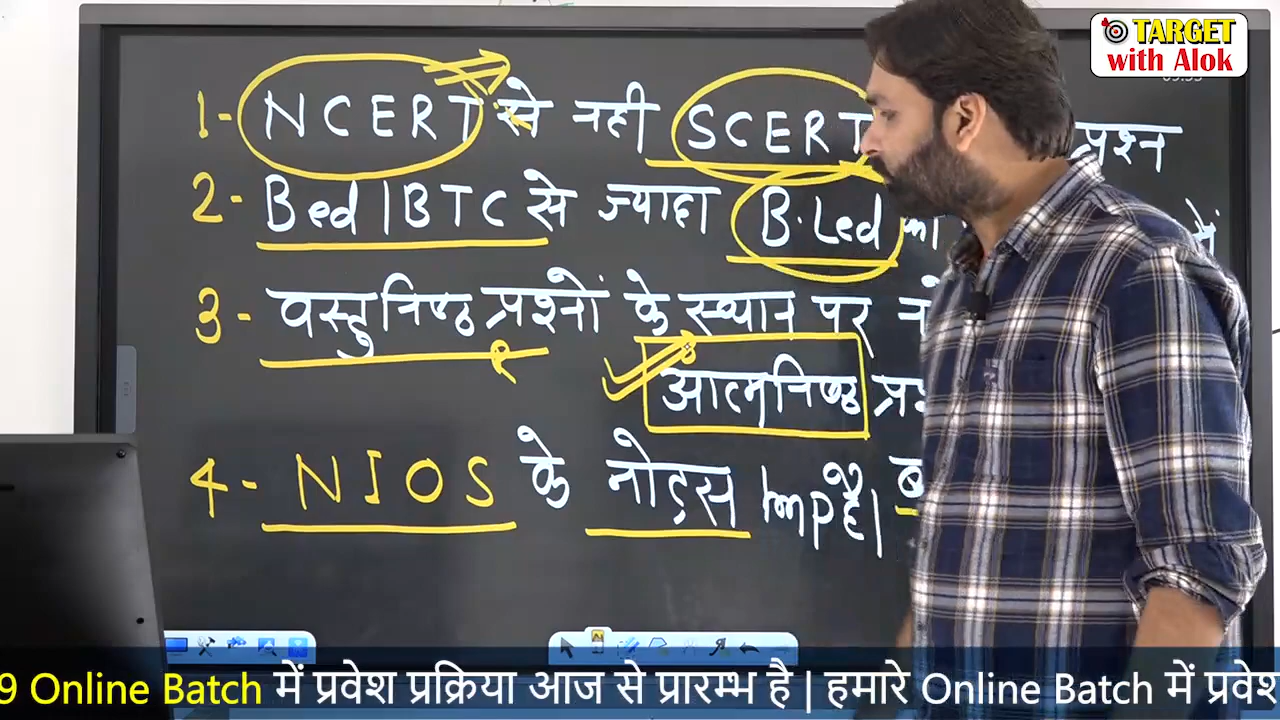 TARGET
with Alok
1- NCERT से नही SCERT प्रश्न
2- Bed|BTC से ज्यादा B.Led का में
3- वस्तुनिष्ठ प्रश्नों के स्थान पर
आत्मनिष्ठ
4- NIOS के नोट्स Imp है।
9 Online Batch में प्रवेश प्रक्रिया आज से प्रारम्भ है | हमारे Online Batch में प्रवेश